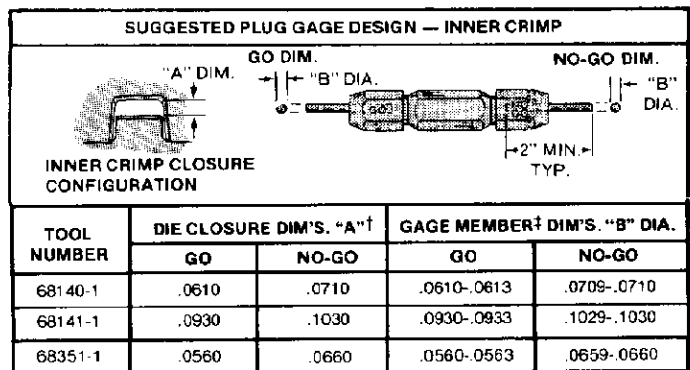 SUGGESTED PLUG GAGE DESIGN — INNER CRIMP
GO DIM.
NO-GO DIM.
"A" DIM.
"B" DIA.
"B"
DIA.
GO
2" MIN.
TYP.
INNER CRIMP CLOSURE
CONFIGURATION
TOOL NUMBER | DIE CLOSURE DIM'S. "A"† | GAGE MEMBER‡ DIM'S. "B" DIA.
GO | NO-GO | GO | NO-GO
68140-1 | .0610 | .0710 | .0610-.0613 | .0709-.0710
68141-1 | .0930 | .1030 | .0930-.0933 | .1029-.1030
68351-1 | .0560 | .0660 | .0560-.0563 | .0659-.0660